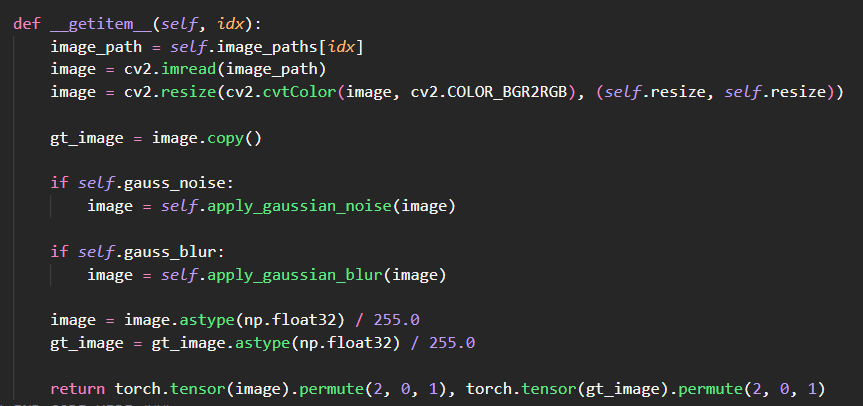 def __getitem__(self, idx):
    image_path = self.image_paths[idx]
    image = cv2.imread(image_path)
    image = cv2.resize(cv2.cvtColor(image, cv2.COLOR_BGR2RGB), (self.resize, self.resize))

    gt_image = image.copy()

    if self.gauss_noise:
        image = self.apply_gaussian_noise(image)

    if self.gauss_blur:
        image = self.apply_gaussian_blur(image)

    image = image.astype(np.float32) / 255.0
    gt_image = gt_image.astype(np.float32) / 255.0

    return torch.tensor(image).permute(2, 0, 1), torch.tensor(gt_image).permute(2, 0, 1)